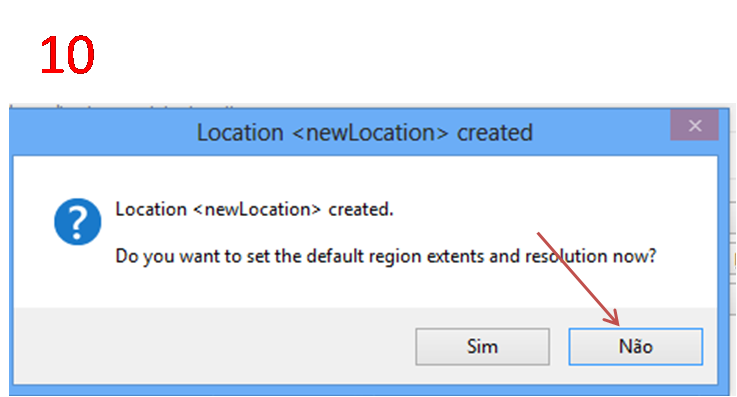 10
Location <newLocation> created
Location <newLocation> created.
Do you want to set the default region extents and resolution now?
Sim
Não